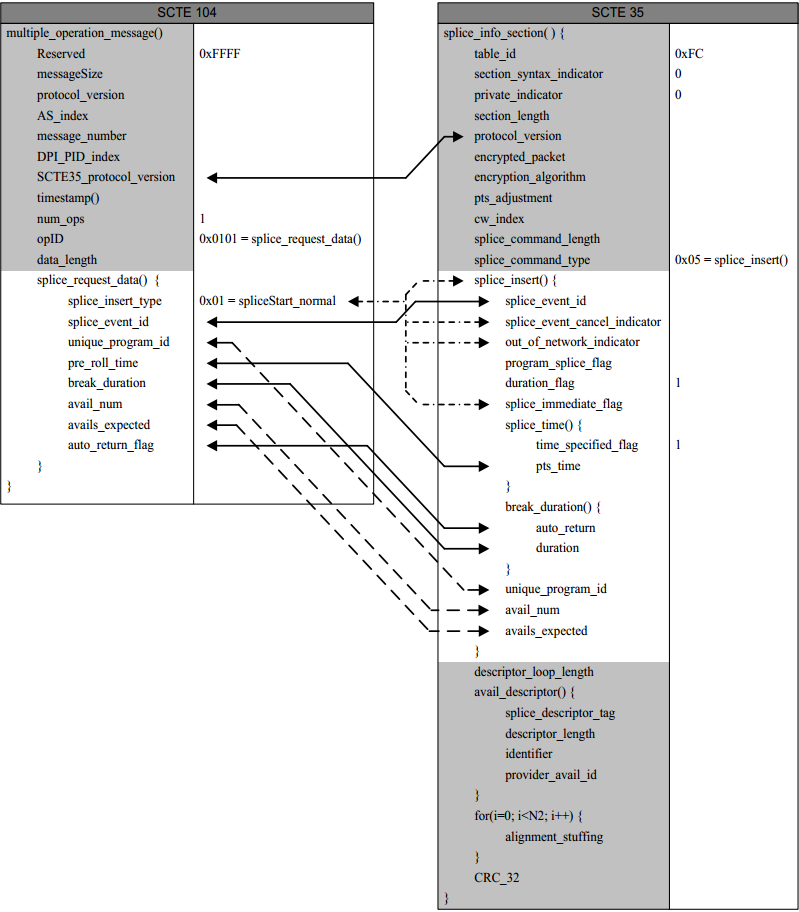 SCTE 104
multiple_operation_message()
Reserved 0xFFFF
messageSize
protocol_version
AS_index
message_number
DPI_PID_index
SCTE35_protocol_version
timestamp()
num_ops 1
opID 0x0101 = splice_request_data()
data_length
splice_request_data() {
splice_insert_type 0x01 = spliceStart_normal
splice_event_id
unique_program_id
pre_roll_time
break_duration
avail_num
avails_expected
auto_return_flag
}
}
SCTE 35
splice_info_section( ) {
table_id 0xFC
section_syntax_indicator 0
private_indicator 0
section_length
protocol_version
encrypted_packet
encryption_algorithm
pts_adjustment
cw_index
splice_command_length
splice_command_type 0x05 = splice_insert()
splice_insert() {
splice_event_id
splice_event_cancel_indicator
out_of_network_indicator
program_splice_flag
duration_flag 1
splice_immediate_flag
splice_time() {
time_specified_flag 1
pts_time
}
break_duration() {
auto_return
duration
}
unique_program_id
avail_num
avails_expected
}
descriptor_loop_length
avail_descriptor() {
splice_descriptor_tag
descriptor_length
identifier
provider_avail_id
}
for(i=0; i<N2; i++) {
alignment_stuffing
}
CRC_32
}